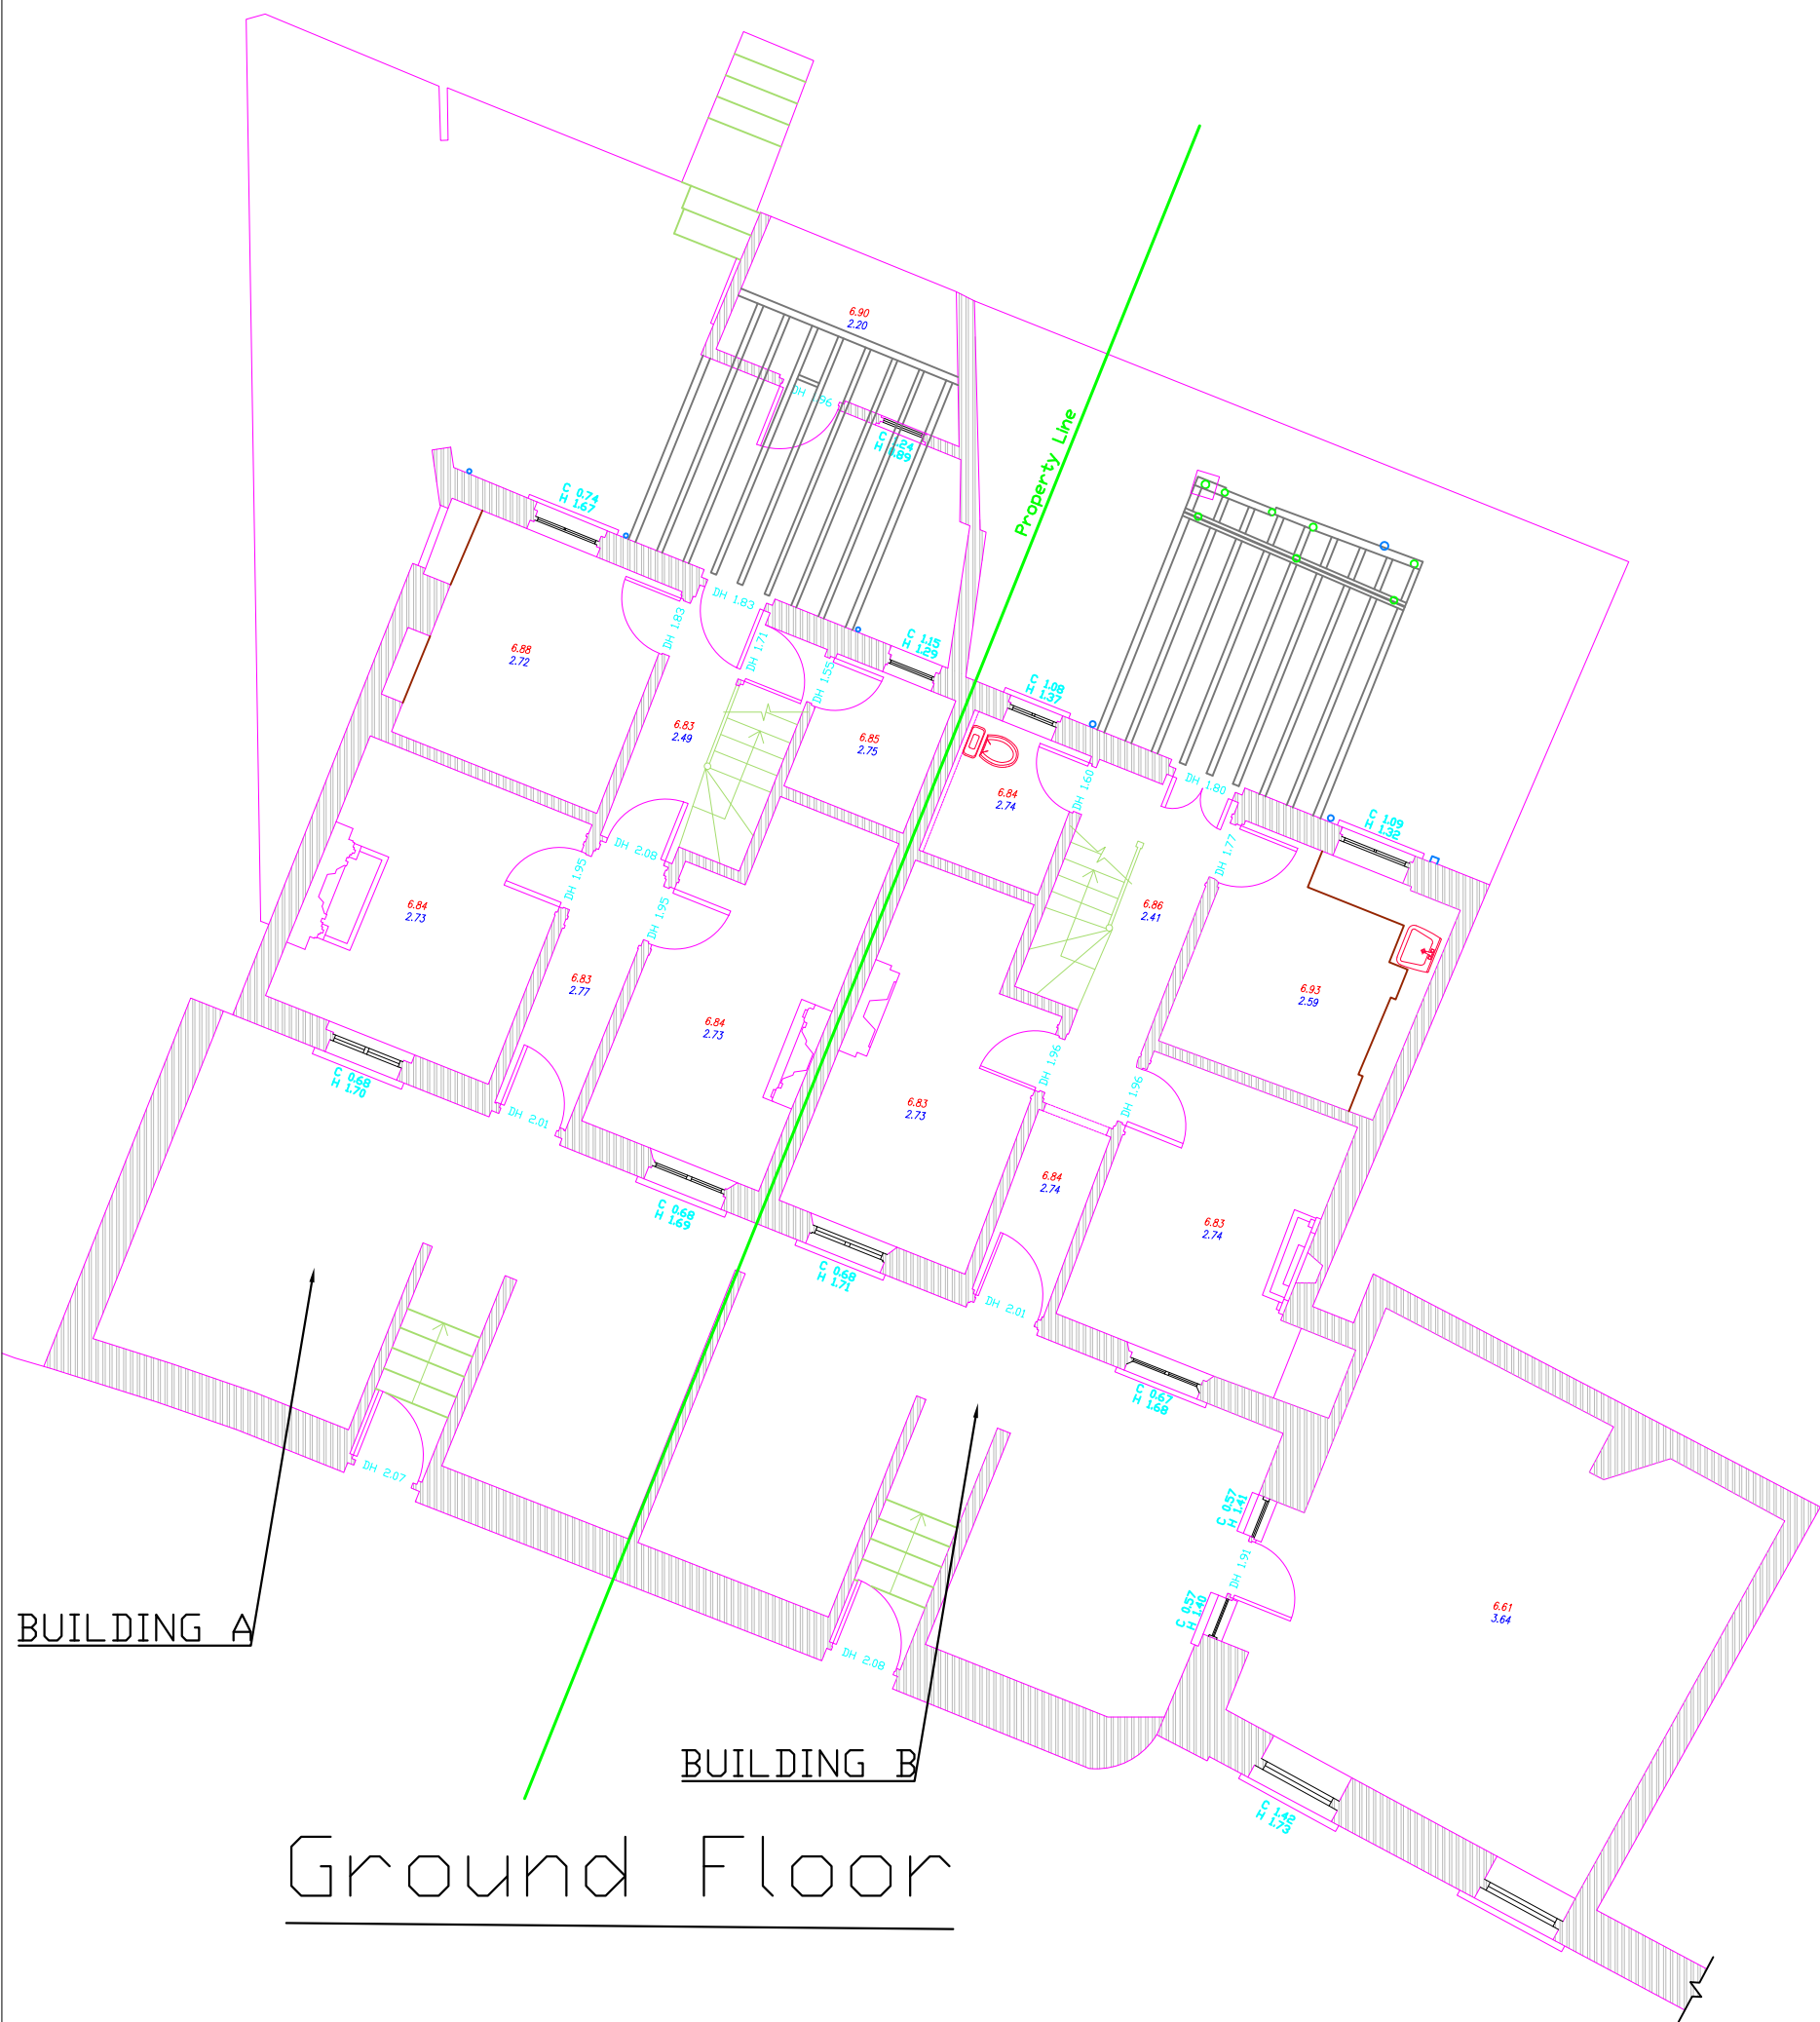 6.90
2.20
DH 1.96
C 1.24
H 0.89
Property Line
C 0.74
H 1.67
DH 1.83
DH 1.83
DH 1.71
DH 1.55
C 1.15
H 1.29
6.88
2.72
6.83
2.49
6.85
2.75
C 1.08
H 1.37
6.84
2.74
DH 1.60
DH 1.80
DH 1.77
C 1.09
H 1.32
DH 2.08
DH 1.95
DH 1.95
6.84
2.73
6.83
2.77
6.84
2.73
6.86
2.41
6.93
2.59
DH 1.96
DH 1.96
6.83
2.73
C 0.68
H 1.70
DH 2.01
6.84
2.74
C 0.68
H 1.69
6.83
2.74
C 0.68
H 1.71
DH 2.01
C 0.67
H 1.68
DH 2.07
C 0.57
H 1.41
DH 1.91
C 0.57
H 1.40
6.61
3.64
DH 2.08
BUILDING A
BUILDING B
C 1.42
H 1.73
Ground Floor